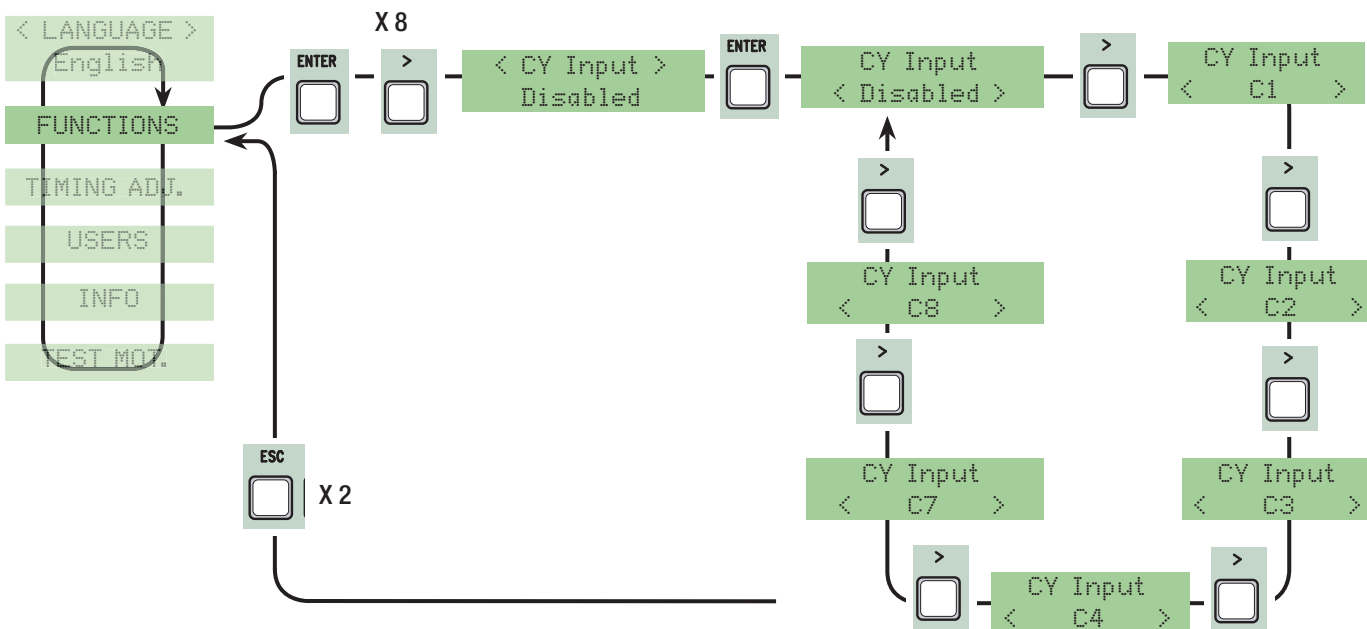 X 8
< LANGUAGE >
English
FUNCTIONS
TIMING ADJ.
USERS
INFO
TEST MOT.
ENTER
>
< CY Input >
Disabled
ENTER
CY Input
< Disabled >
>
CY Input
< C1 >
>
CY Input
< C2 >
>
CY Input
< C3 >
>
CY Input
< C4 >
>
CY Input
< C7 >
>
CY Input
< C8 >
>
ESC
X 2